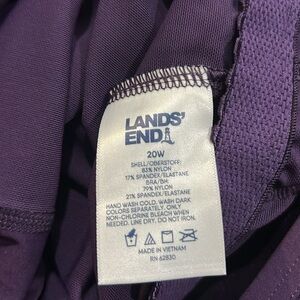 LANDS'
END
20W
SHELL/OBERSTOFF:
83% NYLON
17% SPANDEX/ELASTANE
BRA/BH:
79% NYLON
21% SPANDEX/ELASTANE
HAND WASH COLD. WASH DARK
COLORS SEPARATELY. ONLY
NON-CHLORINE BLEACH WHEN
NEEDED. LINE DRY. DO NOT IRON.
MADE IN VIETNAM
RN 62830